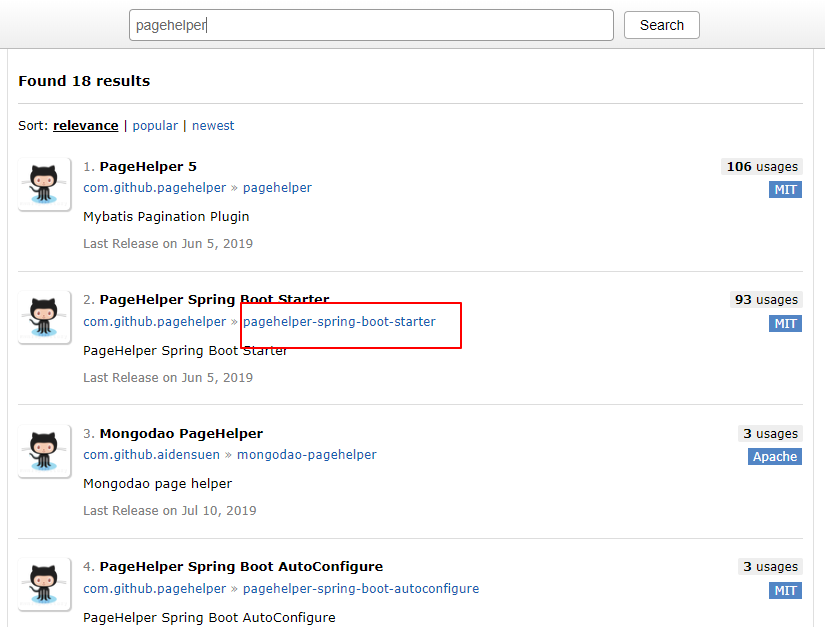 pagehelper
Search
Found 18 results
Sort: relevance | popular | newest
1. PageHelper 5
106 usages
com.github.pagehelper » pagehelper
MIT
Mybatis Pagination Plugin
Last Release on Jun 5, 2019
2. PageHelper Spring Boot Starter
93 usages
com.github.pagehelper » pagehelper-spring-boot-starter
MIT
PageHelper Spring Boot Starter
Last Release on Jun 5, 2019
3. Mongodao PageHelper
3 usages
com.github.aidensuen » mongodao-pagehelper
Apache
Mongodao page helper
Last Release on Jul 10, 2019
4. PageHelper Spring Boot AutoConfigure
3 usages
com.github.pagehelper » pagehelper-spring-boot-autoconfigure
MIT
PageHelper Spring Boot AutoConfigure